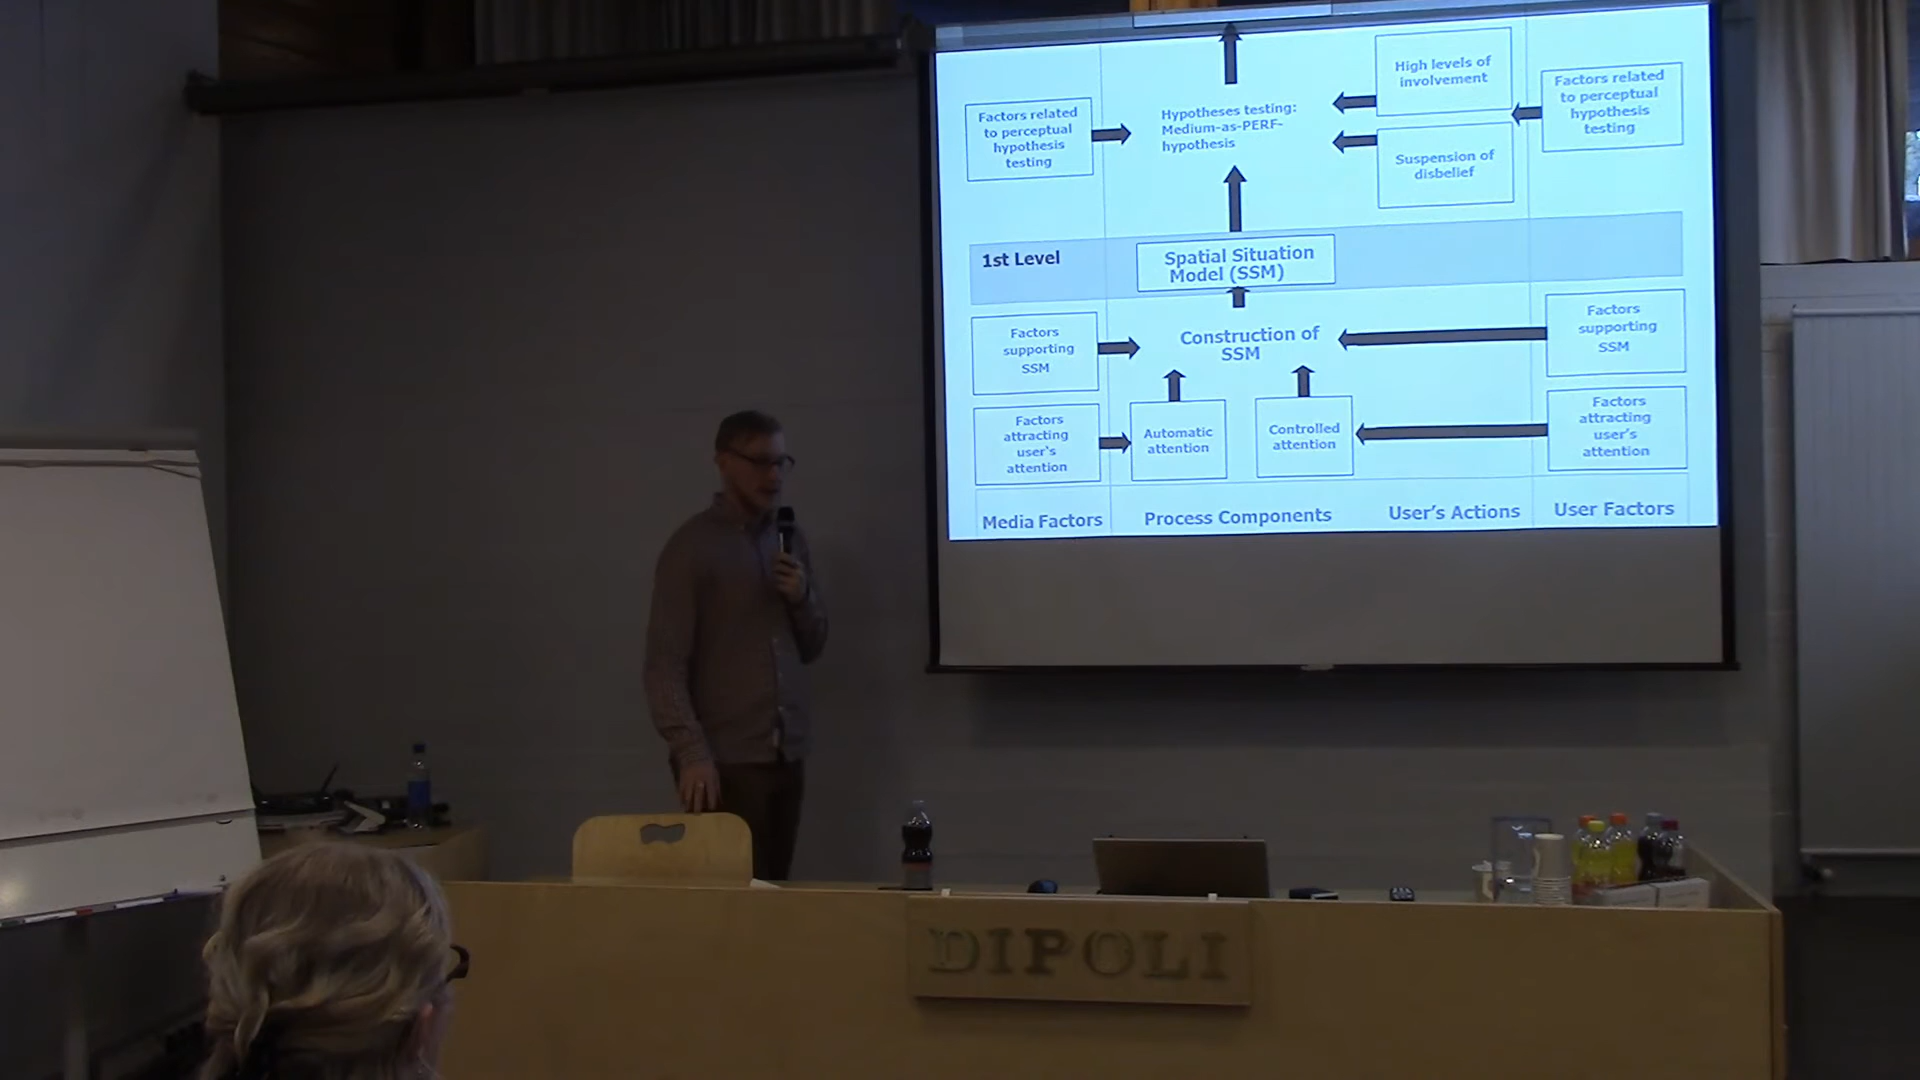 Factors related
to perceptual
hypothesis
testing
Hypotheses testing:
Medium-as-PERF-
hypothesis
High levels of
involvement
Suspension of
disbelief
Factors related
to perceptual
hypothesis
testing
1st Level
Spatial Situation
Model (SSM)
Factors
supporting
SSM
Construction of
SSM
Factors
supporting
SSM
Factors
attracting
user's
attention
Automatic
attention
Controlled
attention
Factors
attracting
user's
attention
Media Factors
Process Components
User's Actions
User Factors
DIPOLI